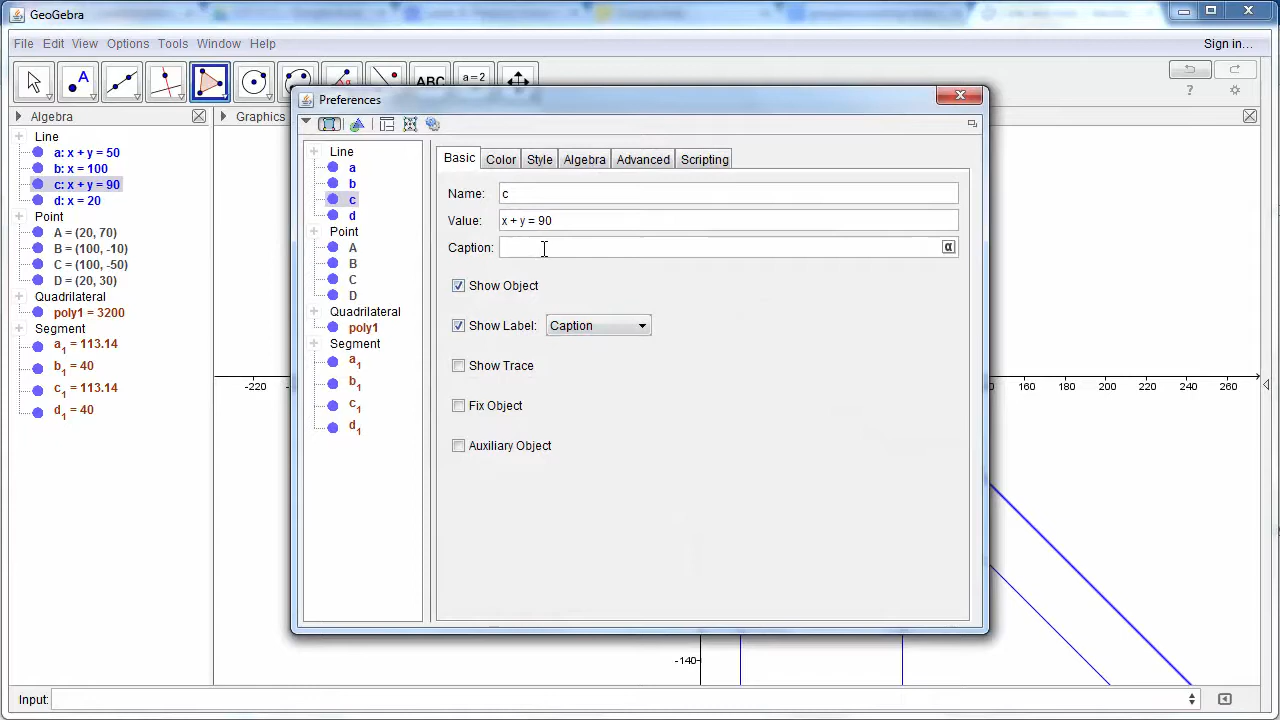 GeoGebra
File Edit View Options Tools Window Help
Sign in...
ABC
a = 2
?
Algebra
Graphics
Line
a: x + y = 50
b: x = 100
c: x + y = 90
d: x = 20
Point
A = (20, 70)
B = (100, -10)
C = (100, -50)
D = (20, 30)
Quadrilateral
poly1 = 3200
Segment
a1 = 113.14
b1 = 40
c1 = 113.14
d1 = 40
Preferences
Line
a
b
c
d
Point
A
B
C
D
Quadrilateral
poly1
Segment
a1
b1
c1
d1
Basic Color Style Algebra Advanced Scripting
Name: c
Value: x + y = 90
Caption: α
Show Object
Show Label: Caption
Show Trace
Fix Object
Auxiliary Object
-220
160 180 200 220 240 260
-140
Input: